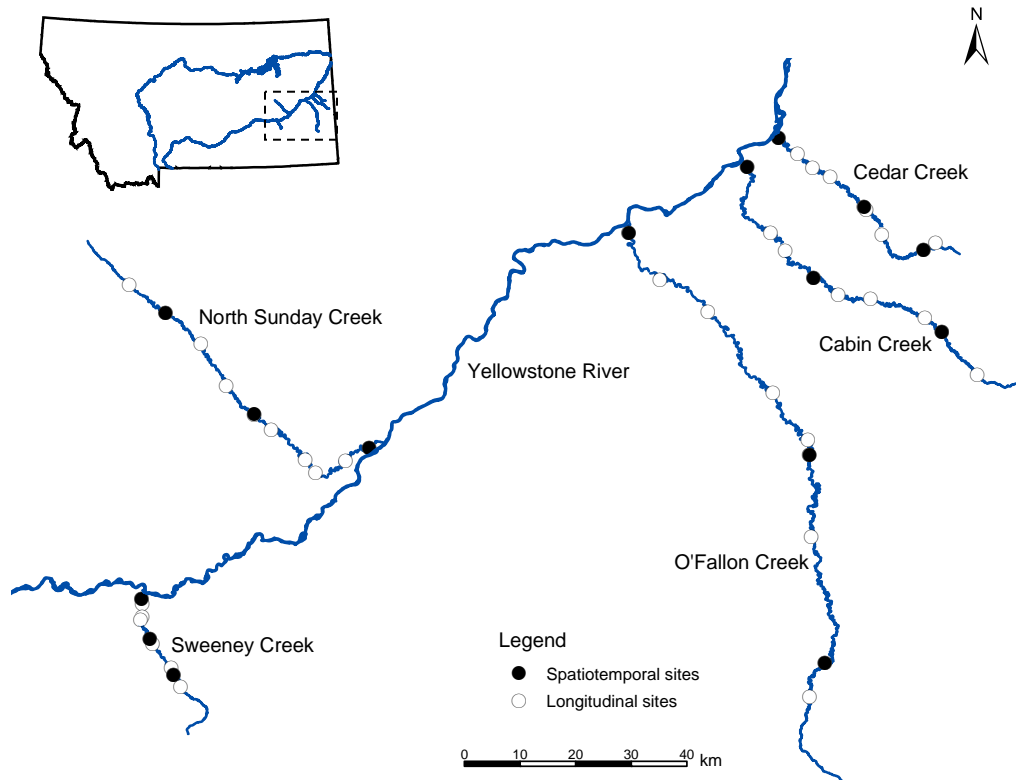 N
Cedar Creek
North Sunday Creek
Cabin Creek
Yellowstone River
O'Fallon Creek
Sweeney Creek
Legend
Spatiotemporal sites
Longitudinal sites
0 10 20 30 40 km